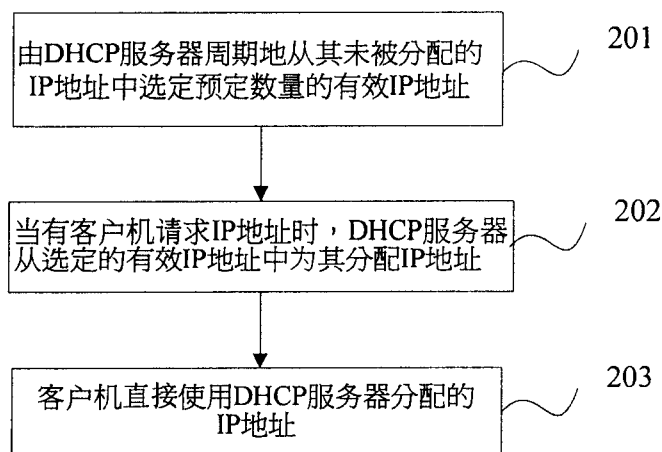 由DHCP服务器周期地从其未被分配的
IP地址中选定预定数量的有效IP地址
201
当有客户机请求IP地址时，DHCP服务器
从选定的有效IP地址中为其分配IP地址
202
客户机直接使用DHCP服务器分配的
IP地址
203